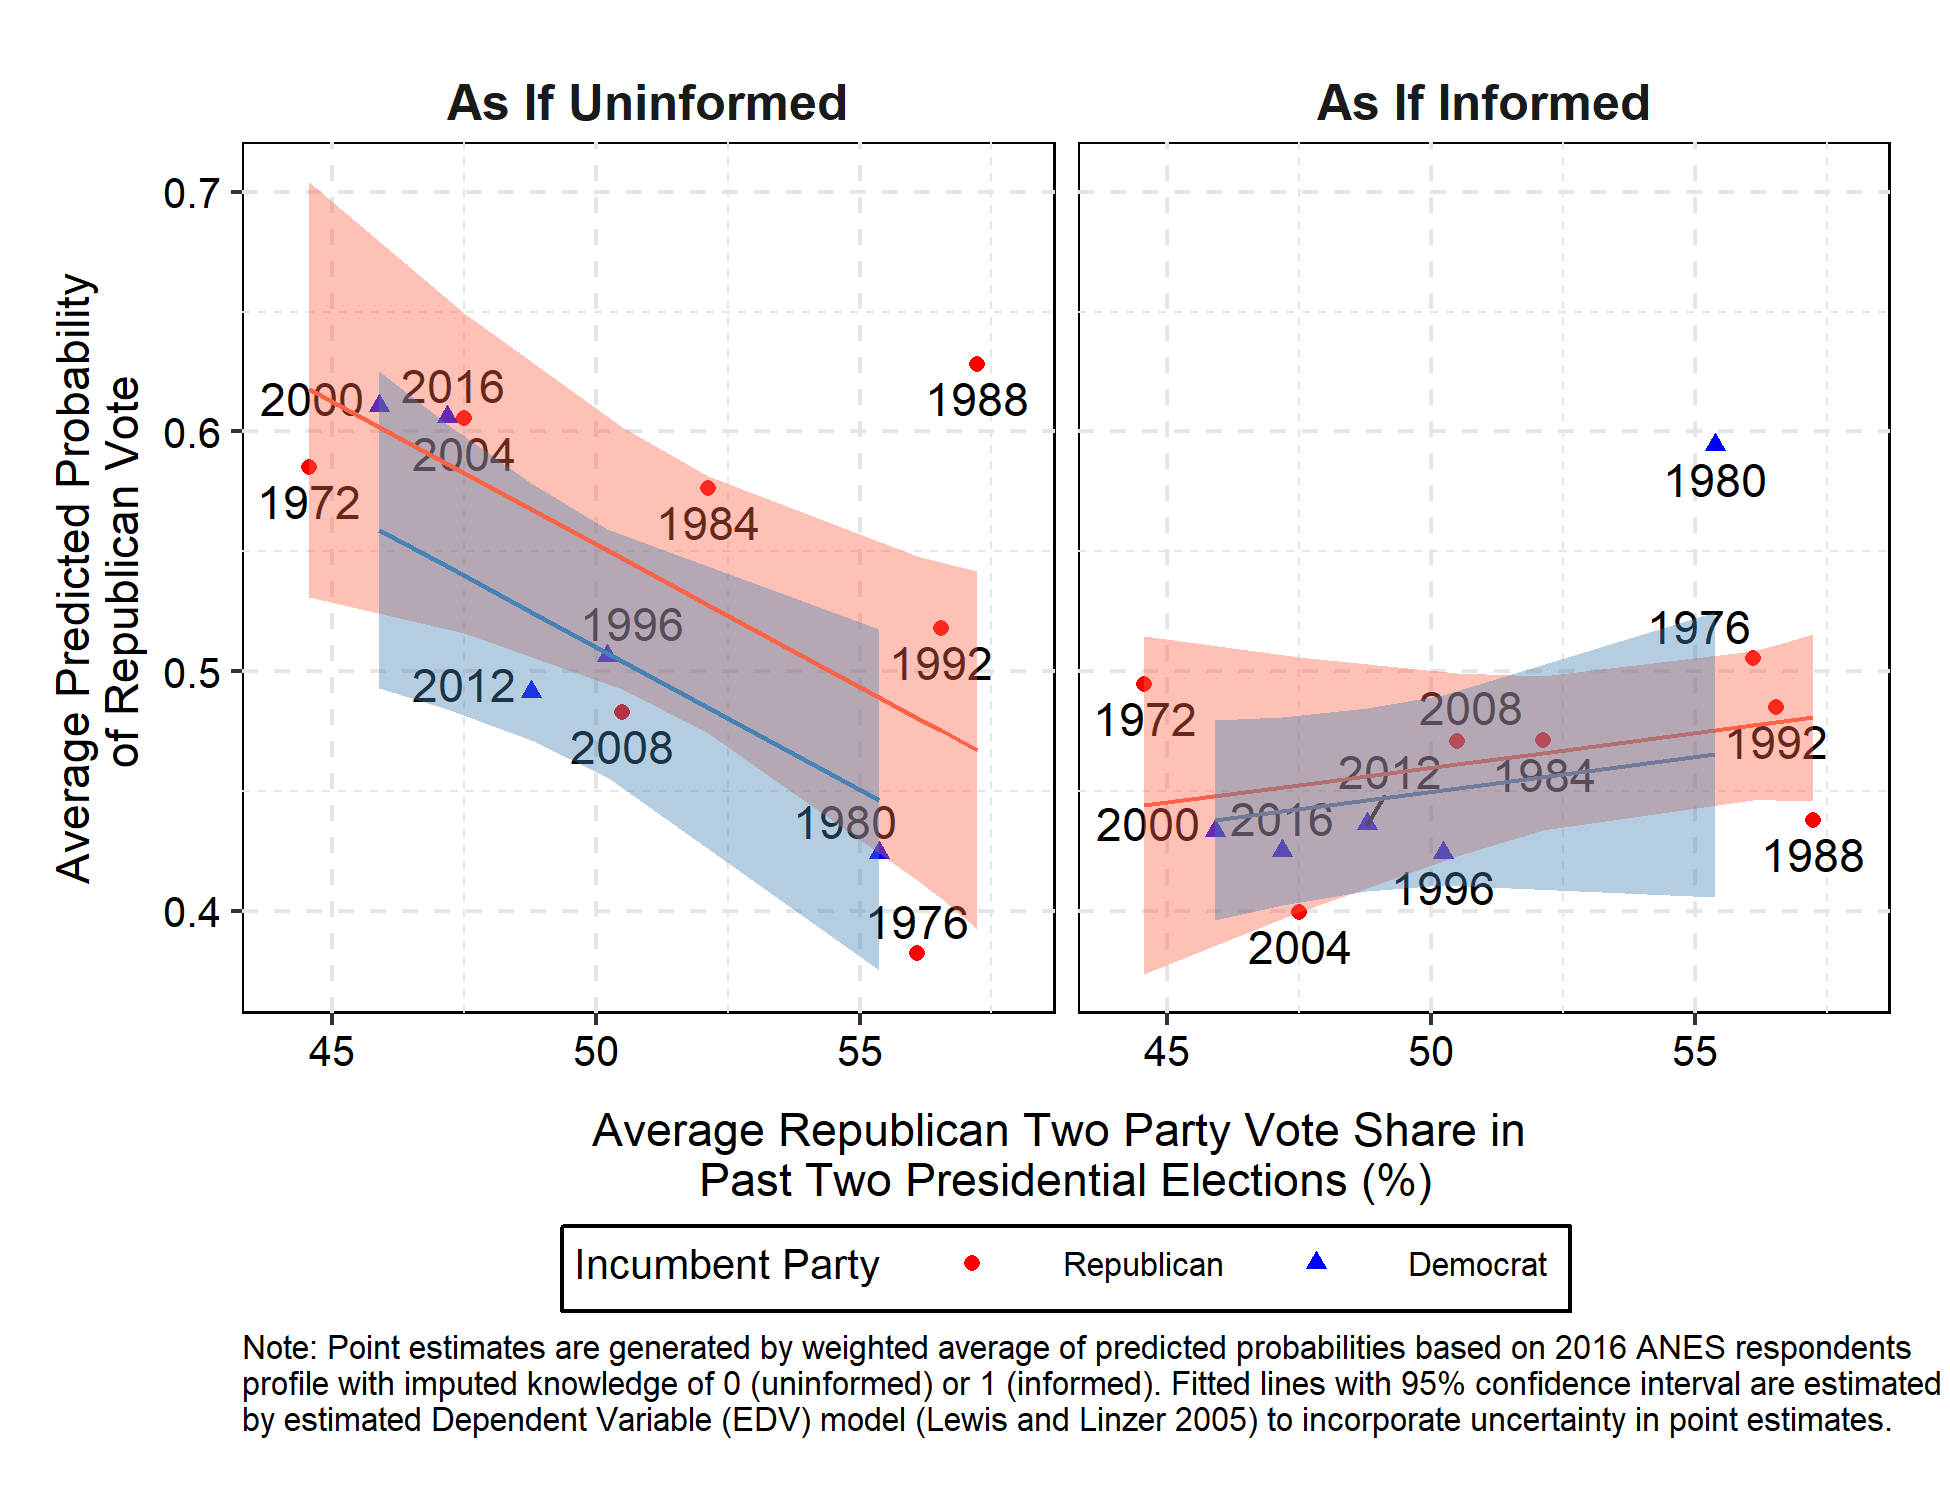 As If Uninformed
As If Informed
Average Predicted Probability
of Republican Vote
0.7
0.6
0.5
0.4
2000
2016
2004
1972
1984
1988
1996
2012
1992
2008
1980
1976
1980
1976
1972
2008
1992
2012
1984
2000
2016
1988
1996
2004
45
50
55
45
50
55
Average Republican Two Party Vote Share in
Past Two Presidential Elections (%)
Incumbent Party
Republican
Democrat
Note: Point estimates are generated by weighted average of predicted probabilities based on 2016 ANES respondents
profile with imputed knowledge of 0 (uninformed) or 1 (informed). Fitted lines with 95% confidence interval are estimated
by estimated Dependent Variable (EDV) model (Lewis and Linzer 2005) to incorporate uncertainty in point estimates.